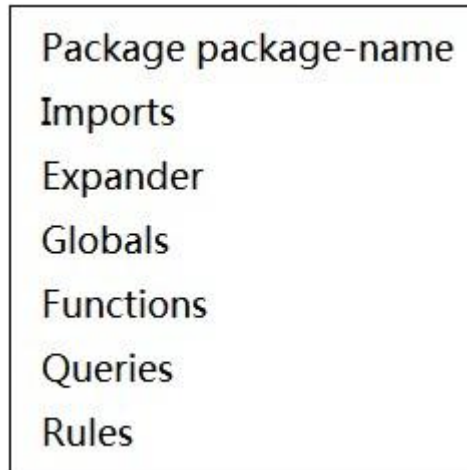 Package package-name
Imports
Expander
Globals
Functions
Queries
Rules